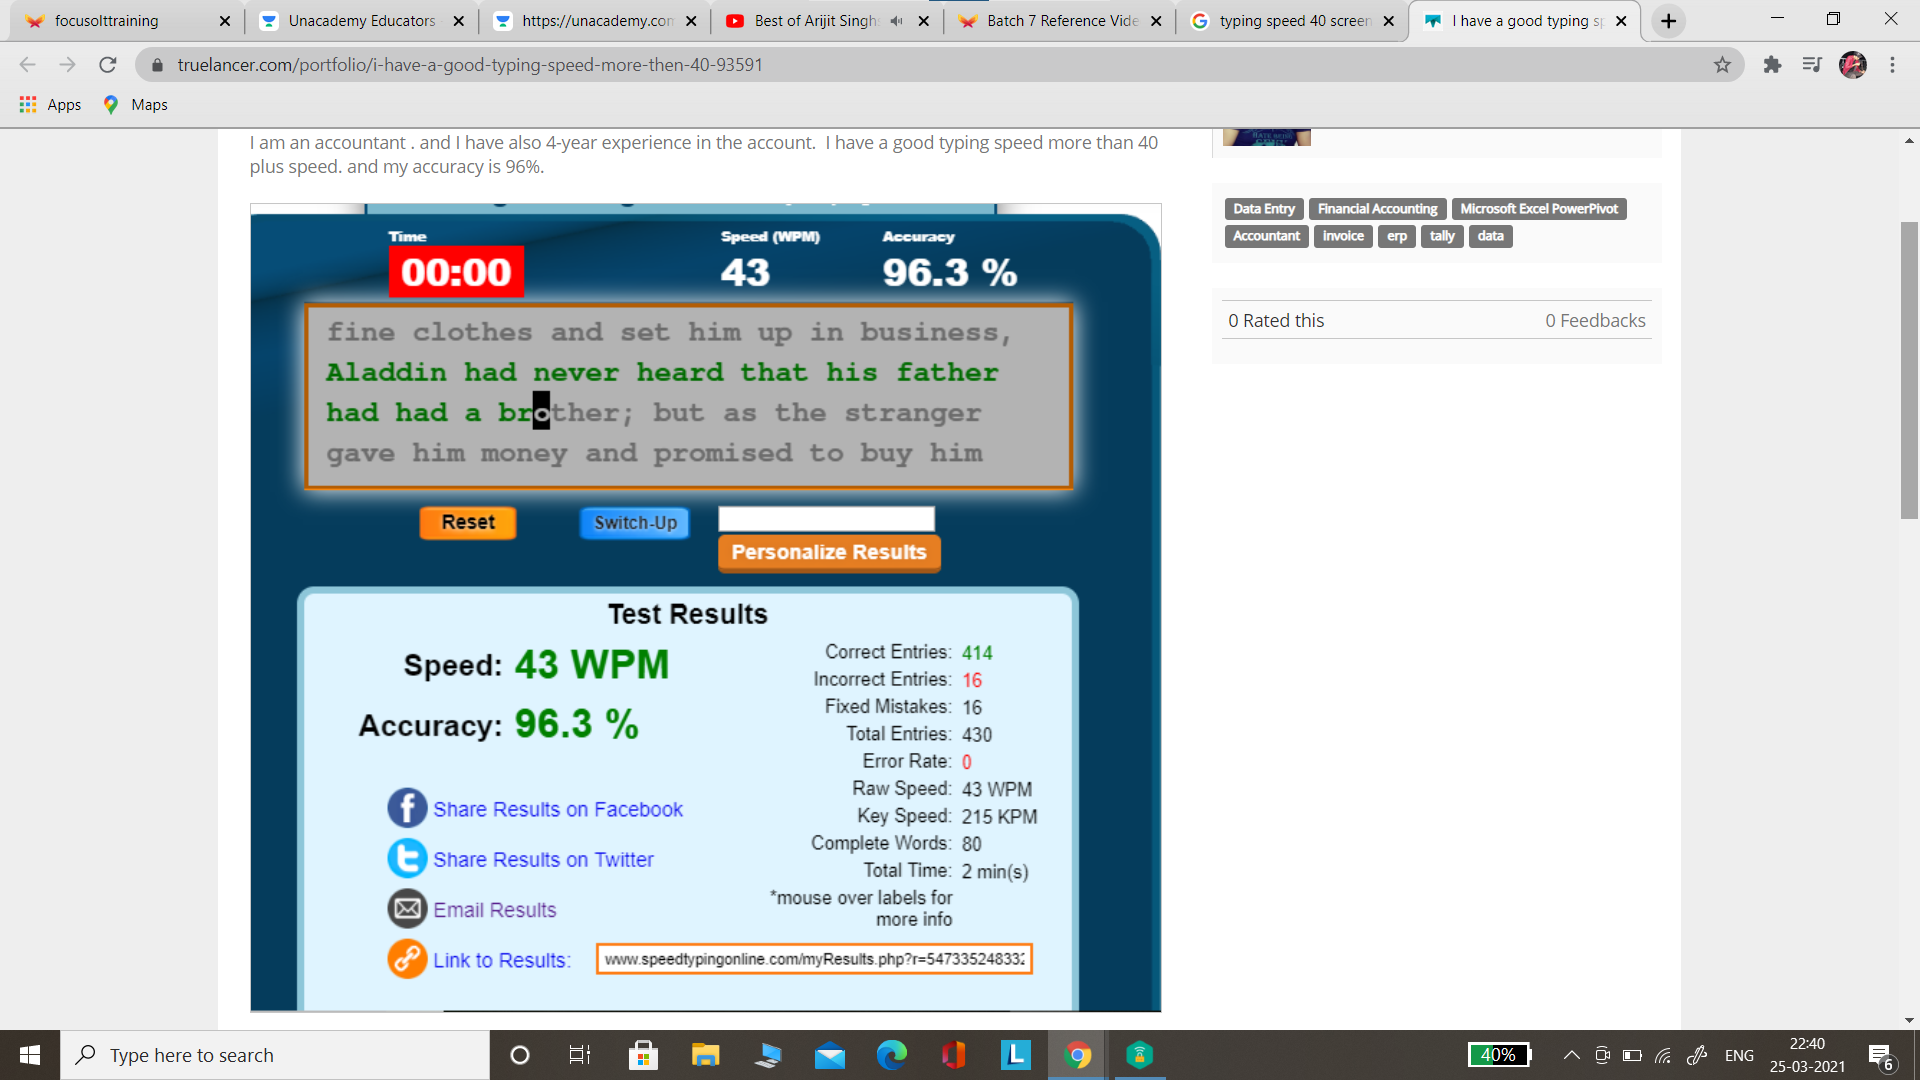 focusolttraining
Unacademy Educators
https://unacademy.com
Best of Arijit Singh
Batch 7 Reference Vide
typing speed 40 screen
I have a good typing sp
truelancer.com/portfolio/i-have-a-good-typing-speed-more-then-40-93591
Apps
Maps
I am an accountant . and I have also 4-year experience in the account.  I have a good typing speed more than 40
plus speed. and my accuracy is 96%.
Time
Speed (WPM)
Accuracy
00:00
43
96.3 %
fine clothes and set him up in business,
Aladdin had never heard that his father
had had a brother; but as the stranger
gave him money and promised to buy him
Reset
Switch-Up
Personalize Results
Test Results
Speed: 43 WPM
Accuracy: 96.3 %
Correct Entries: 414
Incorrect Entries: 16
Fixed Mistakes: 16
Total Entries: 430
Error Rate: 0
Raw Speed: 43 WPM
Key Speed: 215 KPM
Complete Words: 80
Total Time: 2 min(s)
*mouse over labels for
more info
Share Results on Facebook
Share Results on Twitter
Email Results
Link to Results: www.speedtypingonline.com/myResults.php?r=547335248332
Data Entry Financial Accounting Microsoft Excel PowerPivot
Accountant invoice erp tally data
0 Rated this 0 Feedbacks
Type here to search
L
40%
ENG
22:40
25-03-2021
6